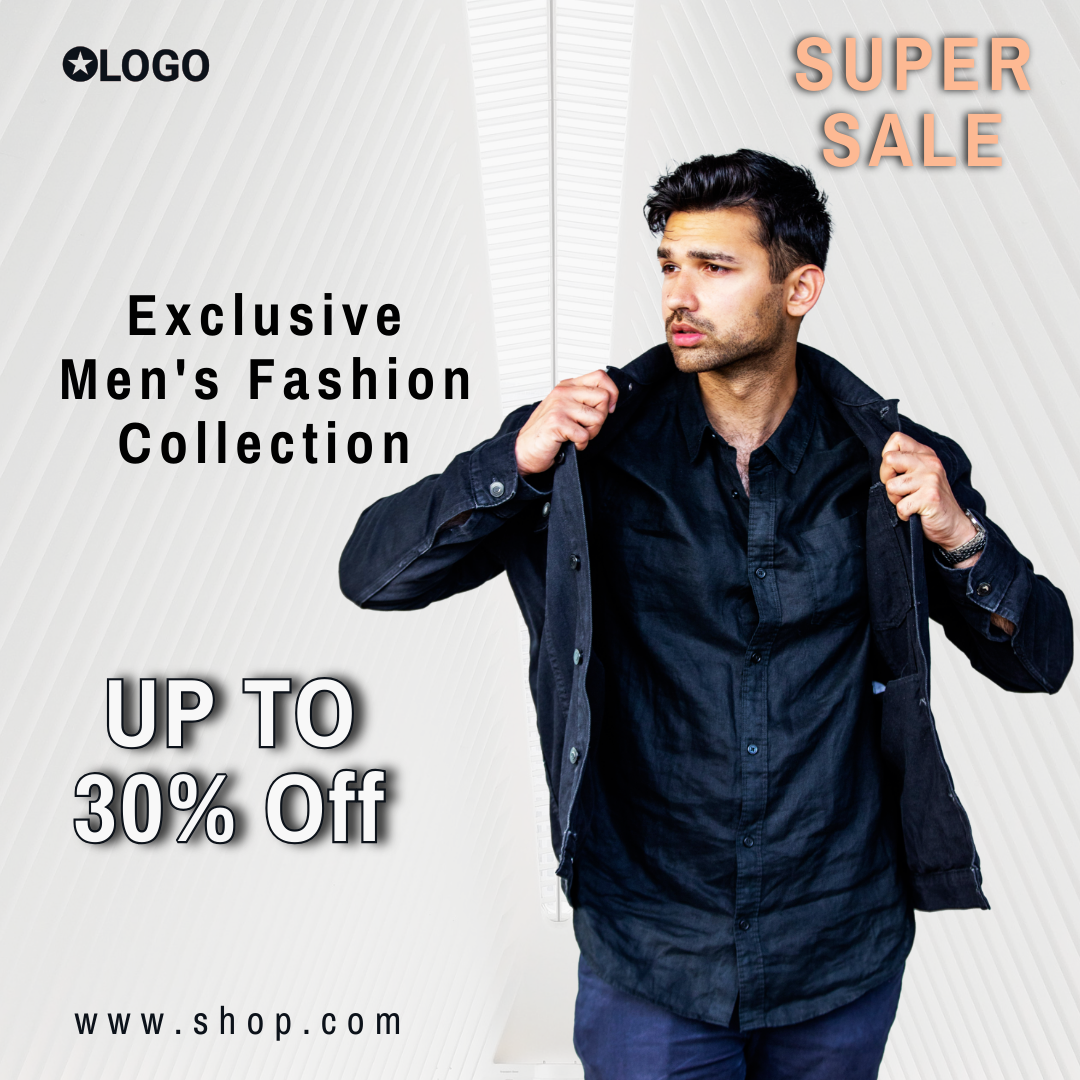 LOGO
SUPER
SALE
Exclusive
Men's Fashion
Collection
UP TO
30% Off
www.shop.com